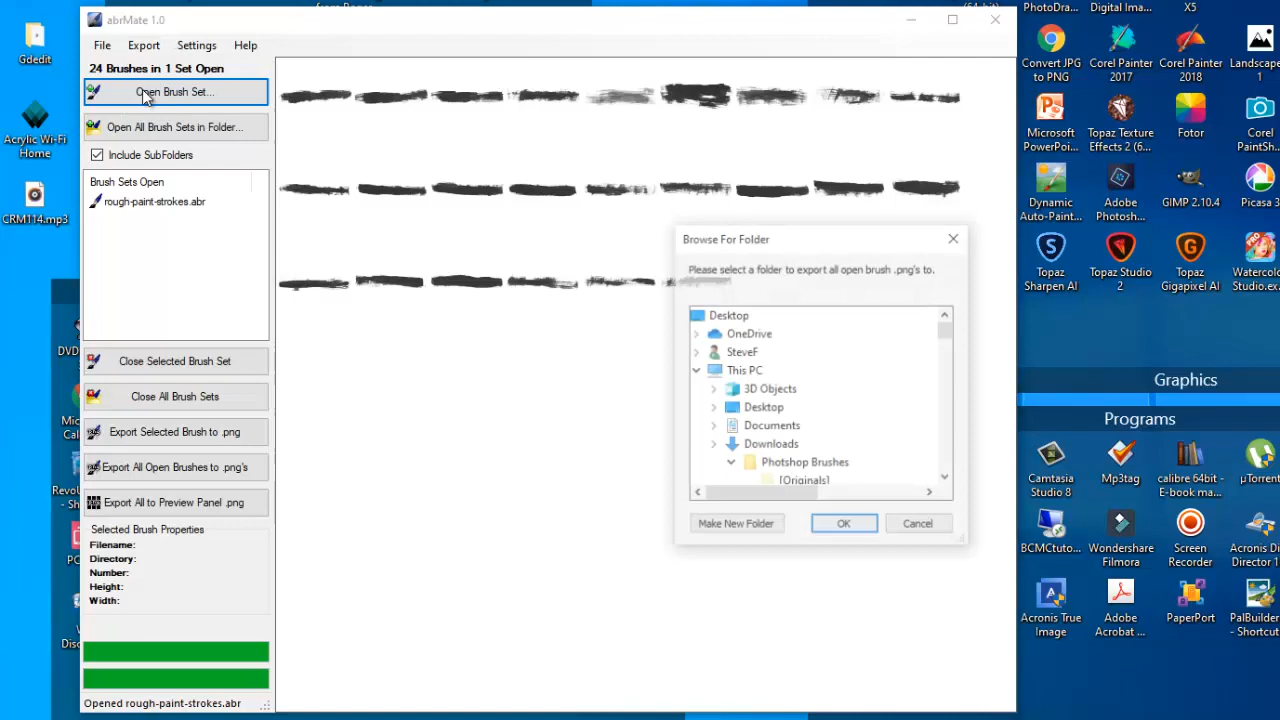 Gdedit
Acrylic Wi-Fi
Home
CRM114.mp3
abrMate 1.0
File Export Settings Help
24 Brushes in 1 Set Open
Open Brush Set...
Open All Brush Sets in Folder...
Include SubFolders
Brush Sets Open
rough-paint-strokes.abr
Close Selected Brush Set
Close All Brush Sets
Export Selected Brush to .png
Export All Open Brushes to .png's
Export All to Preview Panel .png
Selected Brush Properties
Filename:
Directory:
Number:
Height:
Width:
Opened rough-paint-strokes.abr
Browse For Folder
Please select a folder to export all open brush .png's to.
Desktop
OneDrive
SteveF
This PC
3D Objects
Desktop
Documents
Downloads
Photshop Brushes
[Originals]
Make New Folder
OK
Cancel
PhotoDra...
Digital Ima...
X5
Convert JPG
to PNG
Corel Painter
2017
Corel Painter
2018
Landscape
1
Microsoft
PowerPoi...
Topaz Texture
Effects 2 (6...
Fotor
Corel
PaintSh...
Dynamic
Auto-Paint...
Adobe
Photosh...
GIMP 2.10.4
Picasa 3
Topaz
Sharpen AI
Topaz Studio
2
Topaz
Gigapixel AI
Watercolo
Studio.ex.
Graphics
Programs
Camtasia
Studio 8
Mp3tag
calibre 64bit -
E-book ma...
µTorrent
BCMCtuto...
Wondershare
Filmora
Screen
Recorder
Acronis Di
Director 1
Acronis True
Image
Adobe
Acrobat ...
PaperPort
PalBuilder
- Shortcu